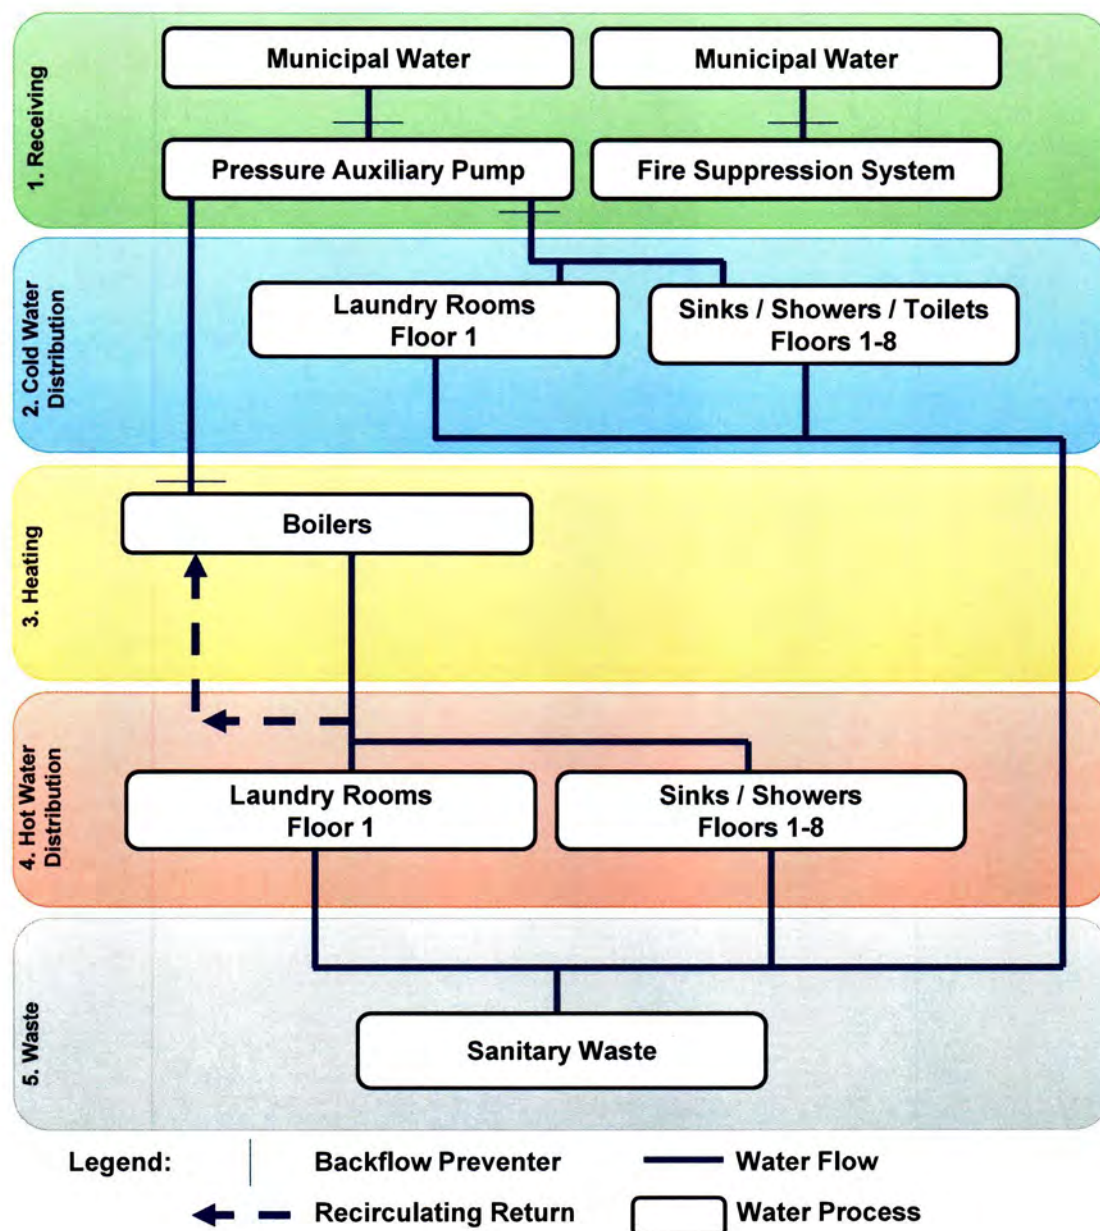 1. Receiving
Municipal Water
Municipal Water
Pressure Auxiliary Pump
Fire Suppression System
2. Cold Water
Distribution
Laundry Rooms
Floor 1
Sinks / Showers / Toilets
Floors 1-8
3. Heating
Boilers
4. Hot Water
Distribution
Laundry Rooms
Floor 1
Sinks / Showers
Floors 1-8
5. Waste
Sanitary Waste
Legend:
Backflow Preventer
Water Flow
Recirculating Return
Water Process